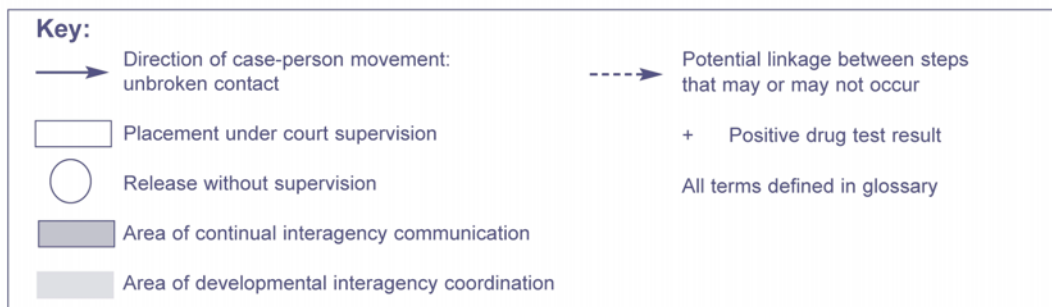 Key:
Direction of case-person movement:
unbroken contact
Placement under court supervision
Release without supervision
Area of continual interagency communication
Area of developmental interagency coordination
Potential linkage between steps
that may or may not occur
+ Positive drug test result
All terms defined in glossary